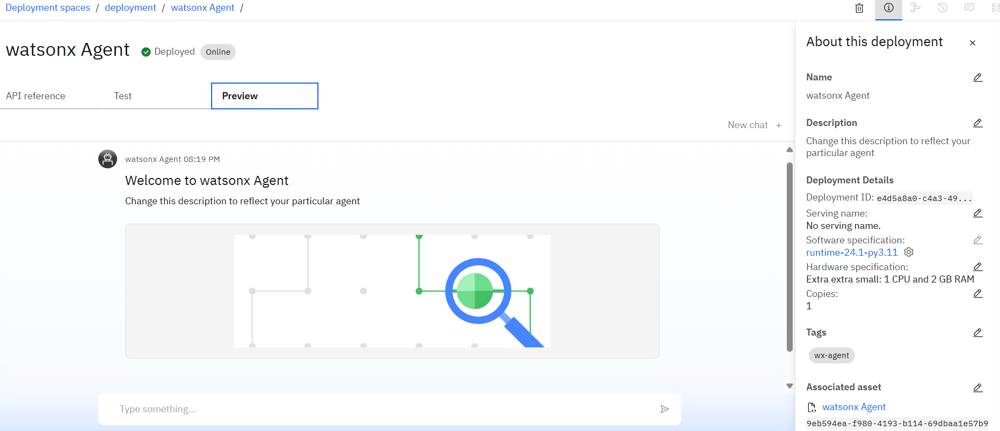 Deployment spaces / deployment / watsonx Agent /
watsonx Agent Deployed Online
API reference Test Preview
New chat +
watsonx Agent 08:19 PM
Welcome to watsonx Agent
Change this description to reflect your particular agent
Type something...
About this deployment
Name
watsonx Agent
Description
Change this description to reflect your
particular agent
Deployment Details
Deployment ID: e4d5a8a0-c4a3-49...
Serving name:
No serving name.
Software specification:
runtime-24.1-py3.11
Hardware specification:
Extra extra small: 1 CPU and 2 GB RAM
Copies:
1
Tags
wx-agent
Associated asset
watsonx Agent
9eb594ea-f980-4193-b114-69dbaa1e57b9